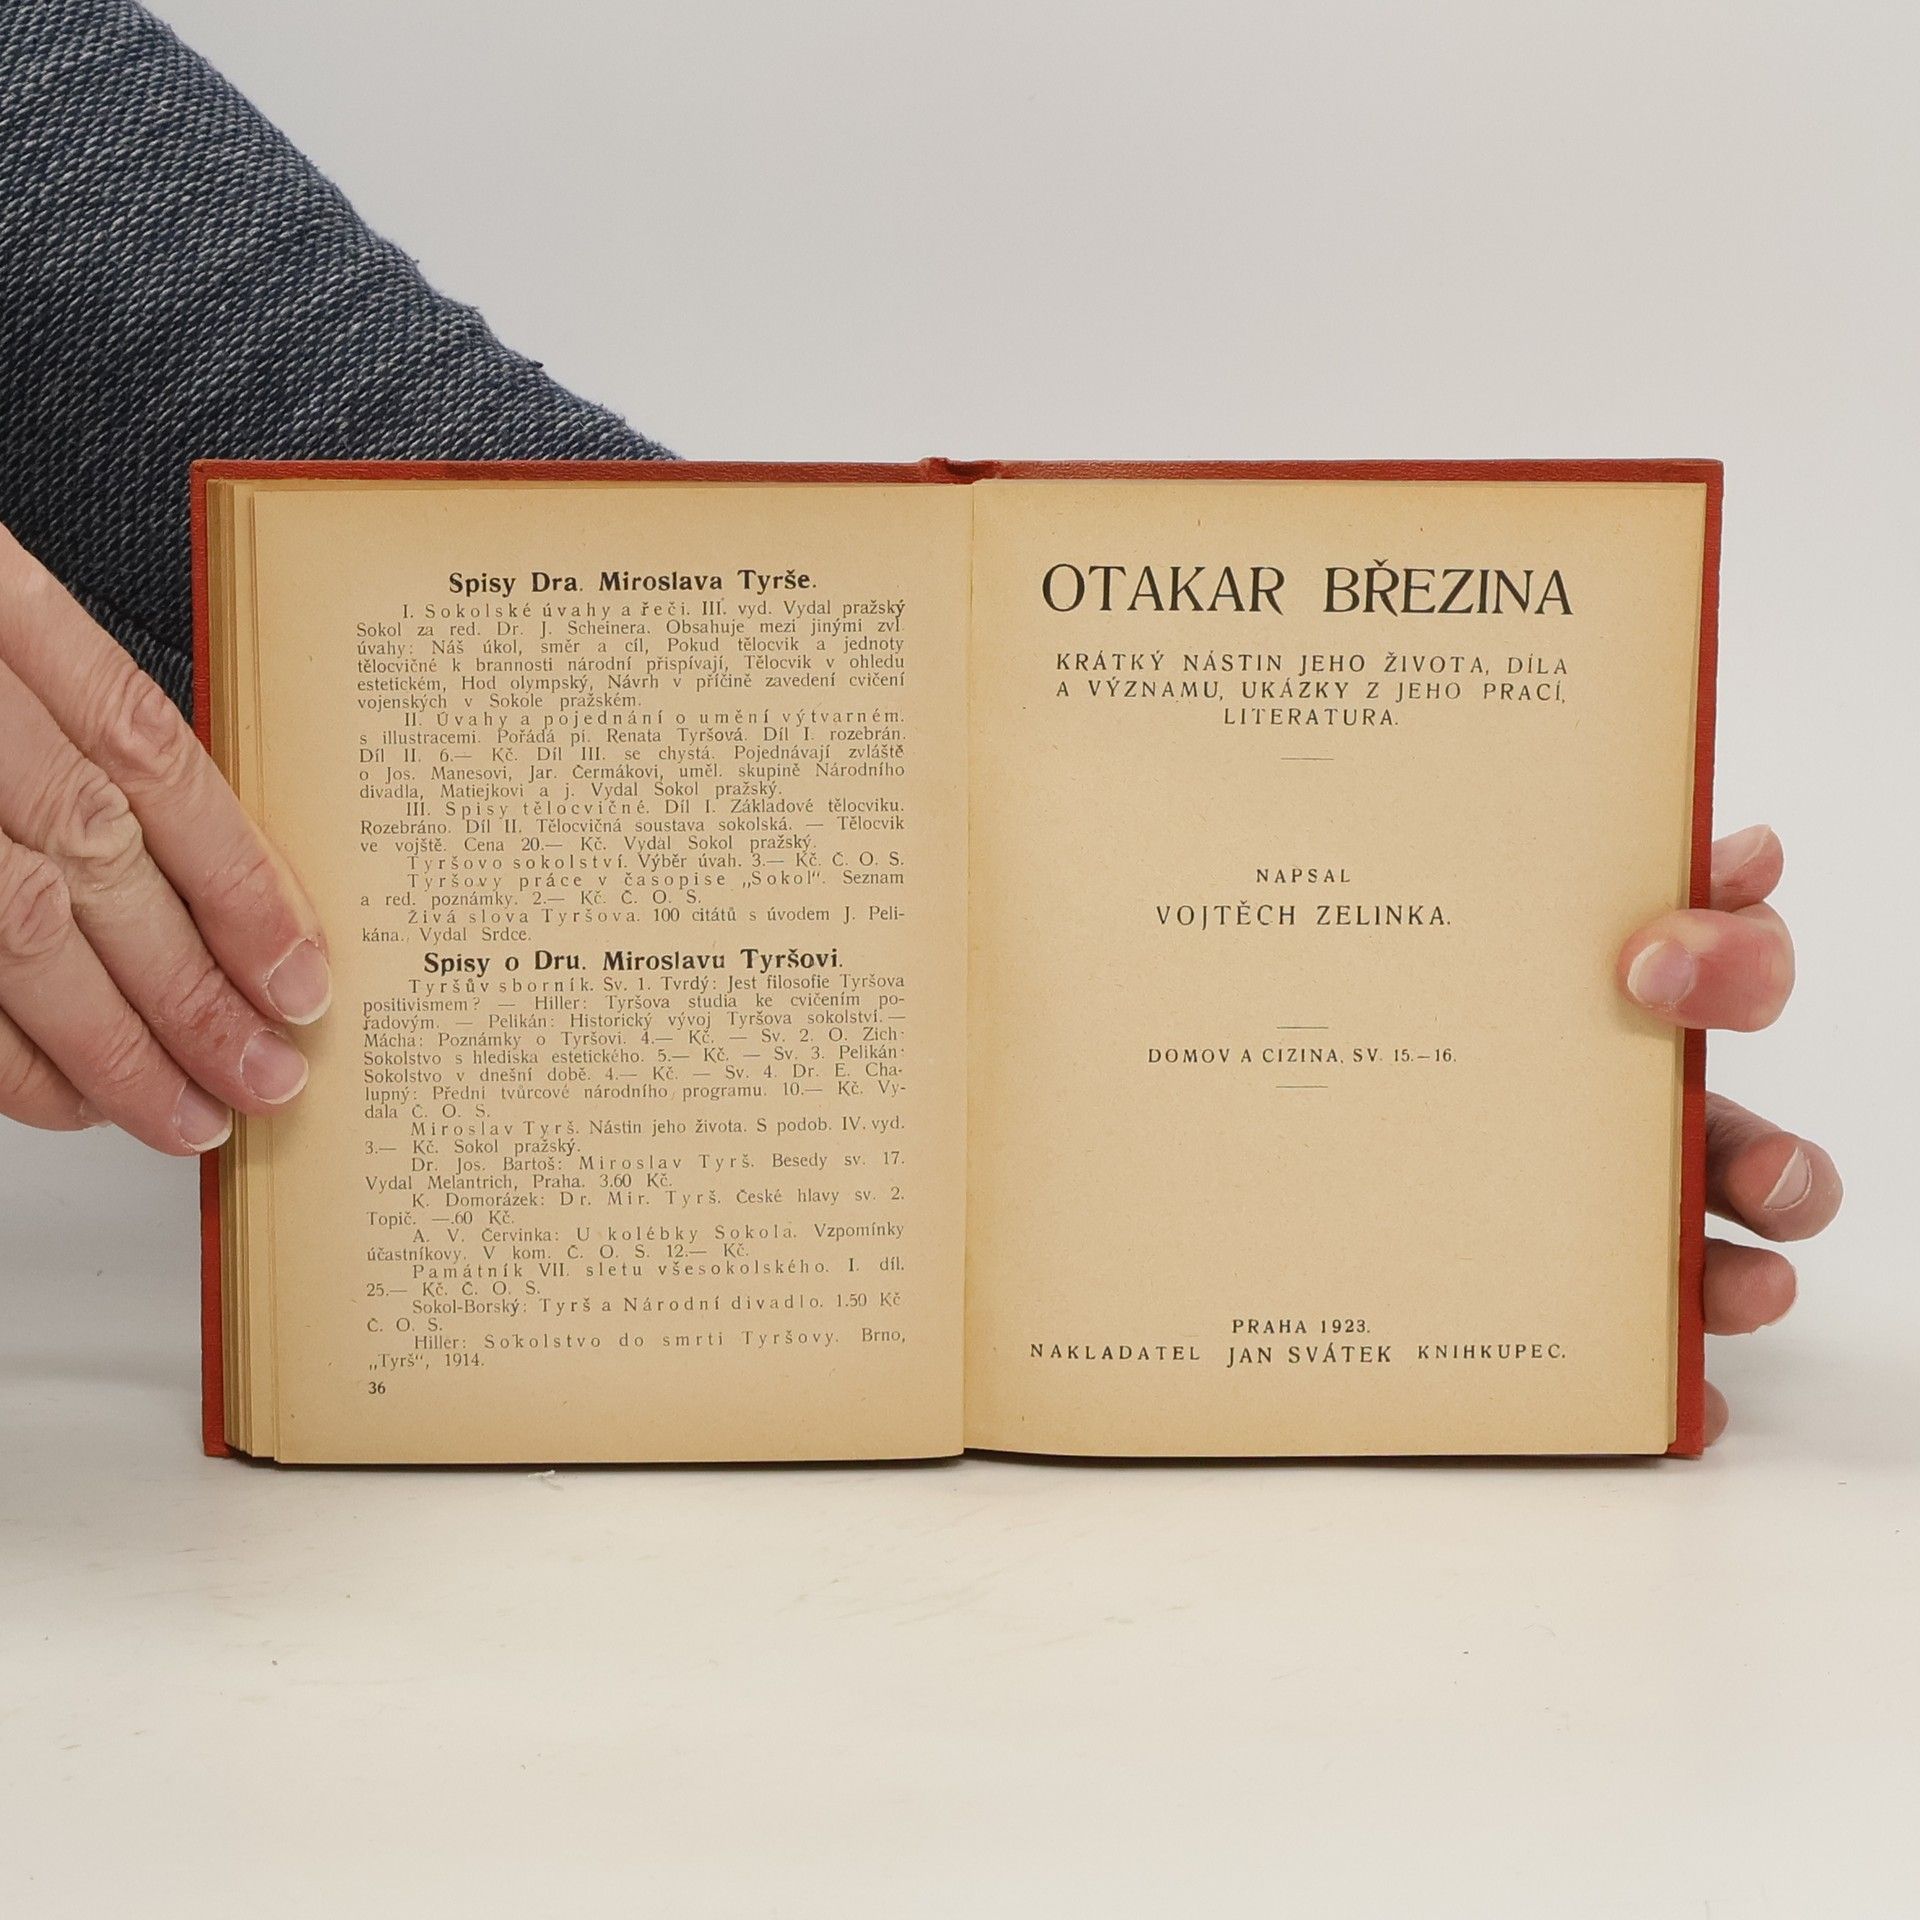 Spisy Dra. Miroslava Tyrše.
I. Sokolské úvahy a řeči. III. vyd. Vydal pražský
Sokol za red. Dr. J. Scheinera. Obsahuje mezi jinými zvl.
úvahy: Náš úkol, směr a cíl, Pokud tělocvik a jednoty
tělocvičné k brannosti národní přispívají, Tělocvik v ohledu
estetickém, Hod olympský, Návrh v příčině zavedení cvičení
vojenských v Sokole pražském.
II. Úvahy a pojednání o umění výtvarném.
s illustracemi. Pořádá pí. Renata Tyršová. Díl I. rozebrán.
Díl II. 6.— Kč. Díl III. se chystá. Pojednávají zvláště
o Jos. Manesovi, Jar. Čermákovi, uměl. skupině Národního
divadla, Matiejkovi a j. Vydal Sokol pražský.
III. Spisy tělocvičné. Díl I. Základové tělocviku.
Rozebráno. Díl II. Tělocvičná soustava sokolská. — Tělocvik
ve vojště. Cena 20.— Kč. Vydal Sokol pražský.
Tyršovo sokolství. Výběr úvah. 3.— Kč. Č. O. S.
Tyršovy práce v časopise „Sokol“. Seznam
a red. poznámky. 2.— Kč. Č. O. S.
Živá slova Tyršova. 100 citátů s úvodem J. Peli-
kána. Vydal Srdce.
Spisy o Dru. Miroslavu Tyršovi.
Tyršův sborník. Sv. 1. Tvrdý: Jest filosofie Tyršova
positivismem? — Hiller: Tyršova studia ke cvičením po-
řadovým. — Pelikán: Historický vývoj Tyršova sokolství. —
Mácha: Poznámky o Tyršovi. 4.— Kč. — Sv. 2. O. Zich:
Sokolstvo s hlediska estetického. 5.— Kč. — Sv. 3. Pelikán:
Sokolstvo v dnešní době. 4.— Kč. — Sv. 4. Dr. E. Cha-
lupný: Přední tvůrcové národního programu. 10.— Kč. Vy-
dala Č. O. S.
Miroslav Tyrš. Nástin jeho života. S podob. IV. vyd.
3.— Kč. Sokol pražský.
Dr. Jos. Bartoš: Miroslav Tyrš. Besedy sv. 17.
Vydal Melantrich, Praha. 3.60 Kč.
K. Domorázek: Dr. Mir. Tyrš. České hlavy sv. 2.
Topič. —.60 Kč.
A. V. Červinka: U kolébky Sokola. Vzpomínky
účastníkovy. V kom. Č. O. S. 12.— Kč.
Památník VII. sletu všesokolského. I. díl.
25.— Kč. Č. O. S.
Sokol-Borský: Tyrš a Národní divadlo. 1.50 Kč
Č. O. S.
Hiller: Sokolstvo do smrti Tyršovy. Brno,
„Tyrš“, 1914.
36
OTAKAR BŘEZINA
KRÁTKÝ NÁSTIN JEHO ŽIVOTA, DÍLA
A VÝZNAMU, UKÁZKY Z JEHO PRACÍ,
LITERATURA.
NAPSAL
VOJTĚCH ZELINKA.
DOMOV A CIZINA, SV. 15.—16.
PRAHA 1923.
NAKLADATEL JAN SVÁTEK KNIHKUPEC.